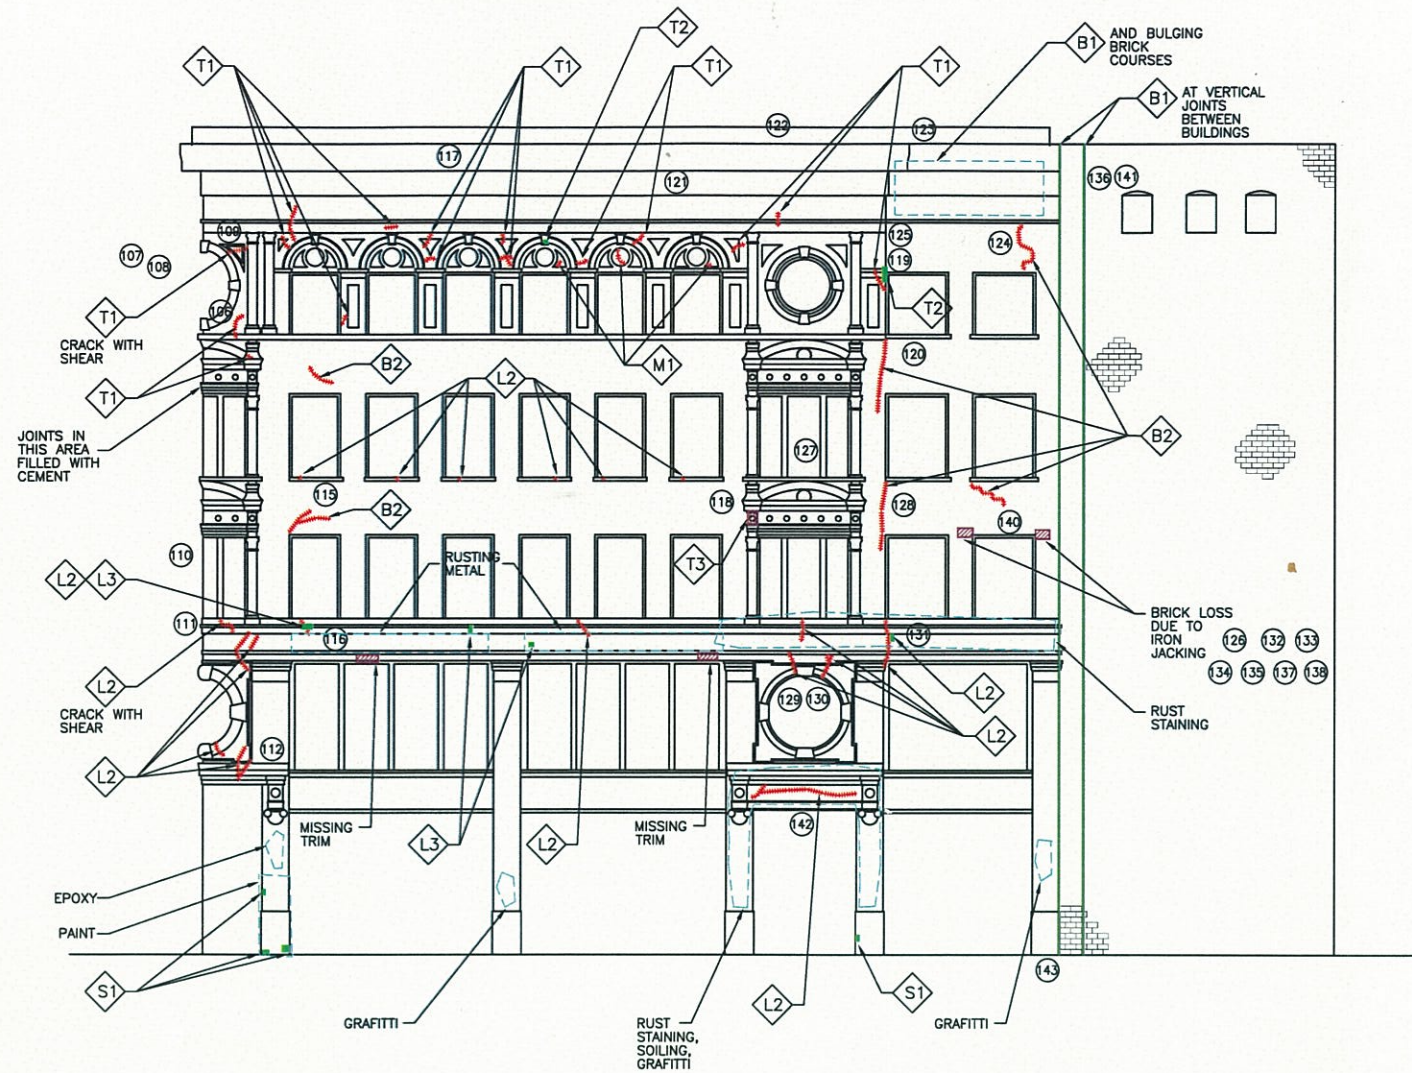 T2
B1
AND BULGING
BRICK
COURSES
T1
T1
T1
T1
B1
AT VERTICAL
JOINTS
BETWEEN
BUILDINGS
122
123
117
121
136
141
109
125
124
107
108
119
106
T2
T1
CRACK WITH
SHEAR
120
B2
M1
L2
T1
B2
JOINTS IN
THIS AREA
FILLED WITH
CEMENT
127
115
118
128
B2
140
110
RUSTING
METAL
T3
L2
L3
BRICK LOSS
DUE TO
IRON
JACKING
111
116
131
126
132
133
134
135
137
138
L2
CRACK WITH
SHEAR
129
130
L2
RUST
STAINING
L2
112
L2
MISSING
TRIM
L3
L2
MISSING
TRIM
142
EPOXY
PAINT
143
S1
L2
S1
GRAFITTI
RUST
STAINING,
SOILING,
GRAFITTI
GRAFITTI